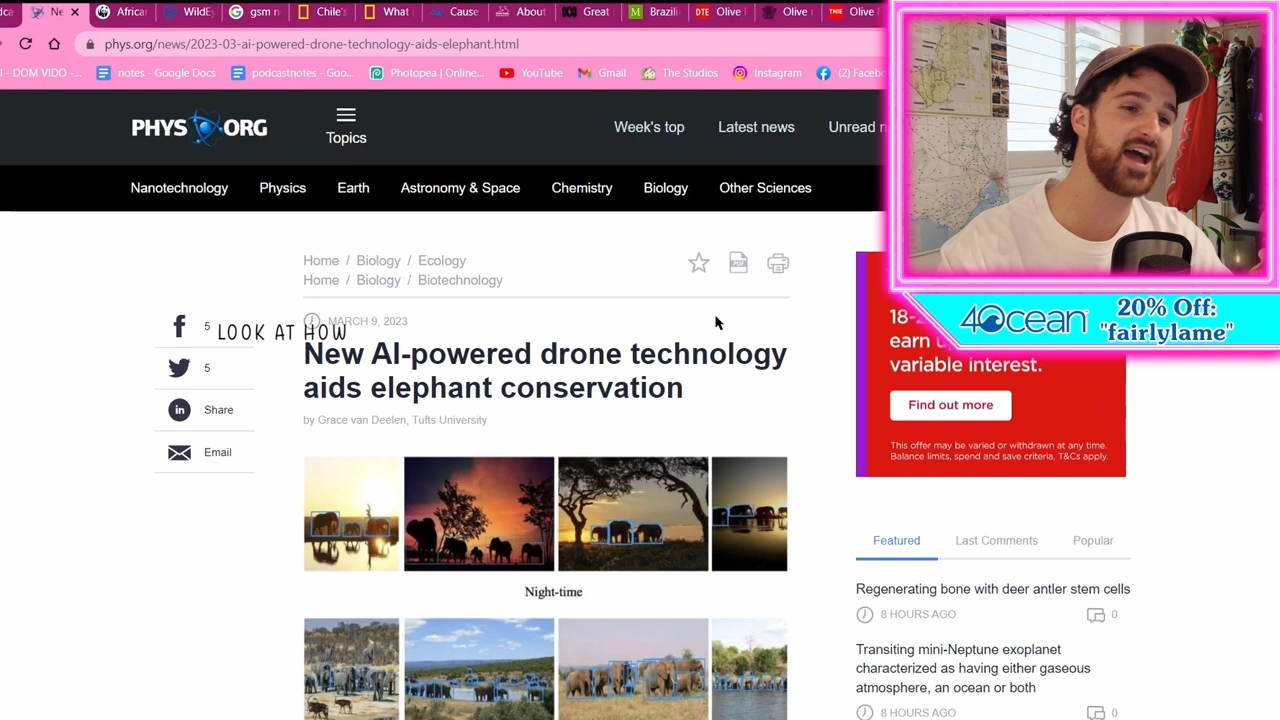 Ne
African
WildEy
gsm n
Chile's
What i
Cause
About
Great
Brazili
Olive P
Olive r
Olive
phys.org/news/2023-03-ai-powered-drone-technology-aids-elephant.html
I - DOM VIDO ...
notes - Google Docs
podcastnotes - Goo...
Photopea | Online...
YouTube
Gmail
The Studios
Instagram
(2) Facebo
PHYS ORG
Topics
Week's top
Latest news
Unread n
Nanotechnology
Physics
Earth
Astronomy & Space
Chemistry
Biology
Other Sciences
Home / Biology / Ecology
Home / Biology / Biotechnology
PDF
5
LOOK AT HOW
MARCH 9, 2023
New AI-powered drone technology
aids elephant conservation
5
Share
Email
by Grace van Deelen, Tufts University
Night-time
4Ocean
20% Off:
"fairlylame"
18-2
earn u
variable interest.
Find out more
This offer may be varied or withdrawn at any time.
Balance limits, spend and save criteria, T&Cs apply.
Featured
Last Comments
Popular
Regenerating bone with deer antler stem cells
8 HOURS AGO
0
Transiting mini-Neptune exoplanet
characterized as having either gaseous
atmosphere, an ocean or both
8 HOURS AGO
0